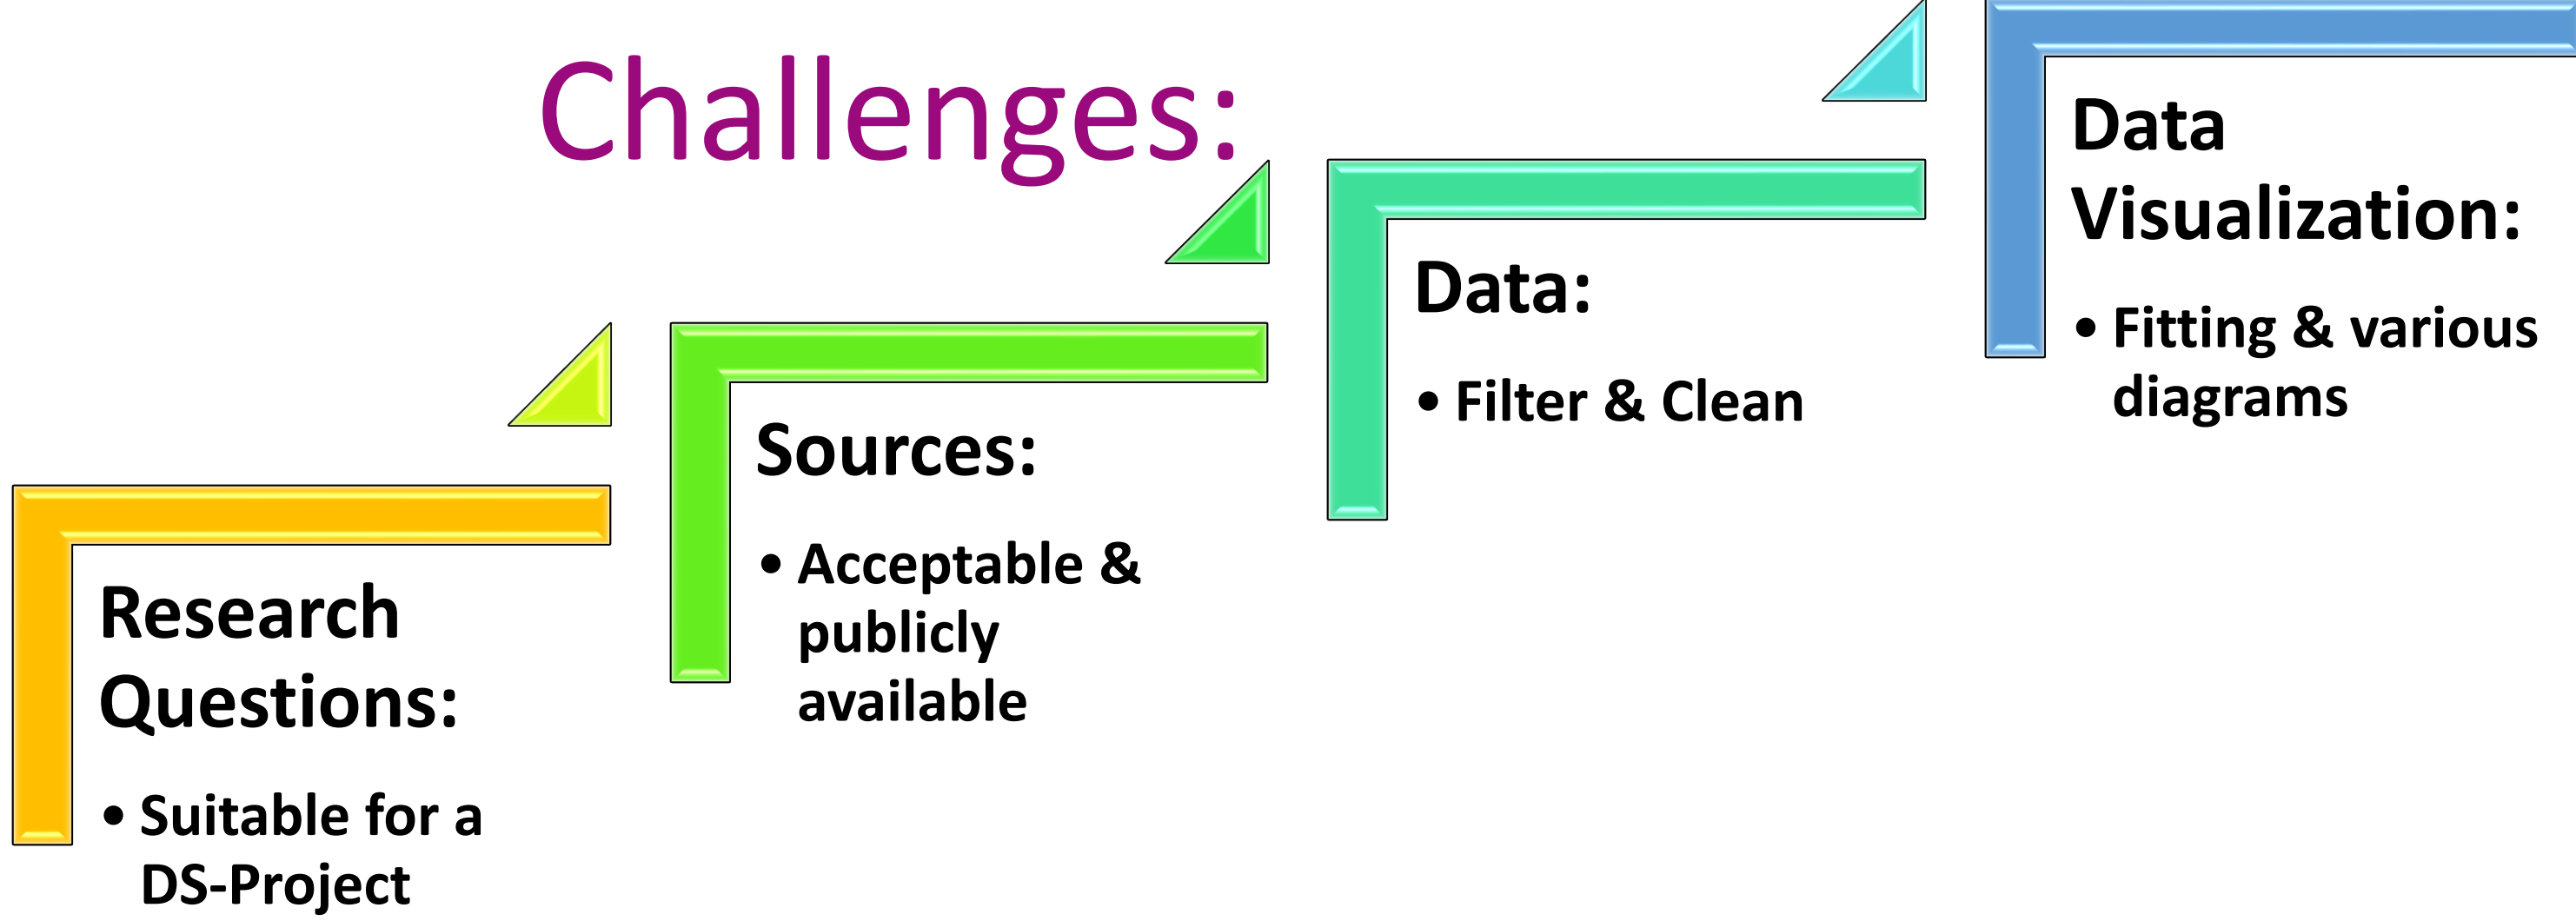 Challenges:
Research
Questions:
• Suitable for a
DS-Project
Sources:
• Acceptable &
publicly
available
Data:
• Filter & Clean
Data
Visualization:
• Fitting & various
diagrams